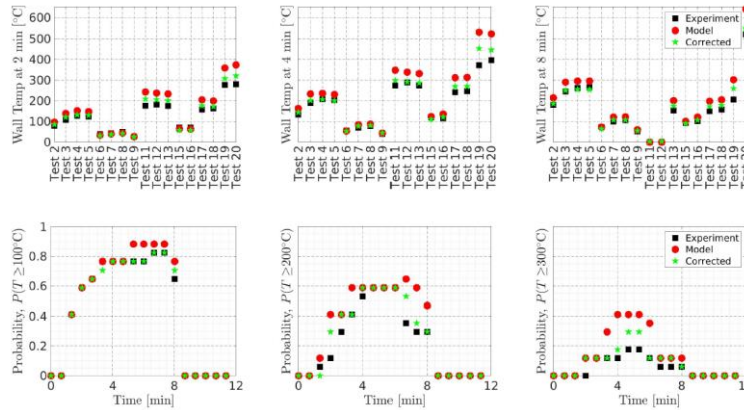 Wall Temp at 2 min [°C]
600
500
400
300
200
100
0
Test 2
Test 3
Test 4
Test 5
Test 6
Test 7
Test 8
Test 9
Test 11
Test 12
Test 13
Test 15
Test 16
Test 17
Test 18
Test 19
Test 20
Wall Temp at 4 min [°C]
Test 2
Test 3
Test 4
Test 5
Test 6
Test 7
Test 8
Test 9
Test 11
Test 12
Test 13
Test 15
Test 16
Test 17
Test 18
Test 19
Test 20
Wall Temp at 8 min [°C]
Experiment
Model
Corrected
Test 2
Test 3
Test 4
Test 5
Test 6
Test 7
Test 8
Test 9
Test 11
Test 12
Test 13
Test 15
Test 16
Test 17
Test 18
Test 19
Test 20
Probability, P(T ≥100°C)
1
0.8
0.6
0.4
0.2
0
0 4 8 12
Time [min]
Probability, P(T ≥200°C)
0 4 8 12
Time [min]
Probability, P(T ≥300°C)
Experiment
Model
Corrected
0 4 8
Time [min]